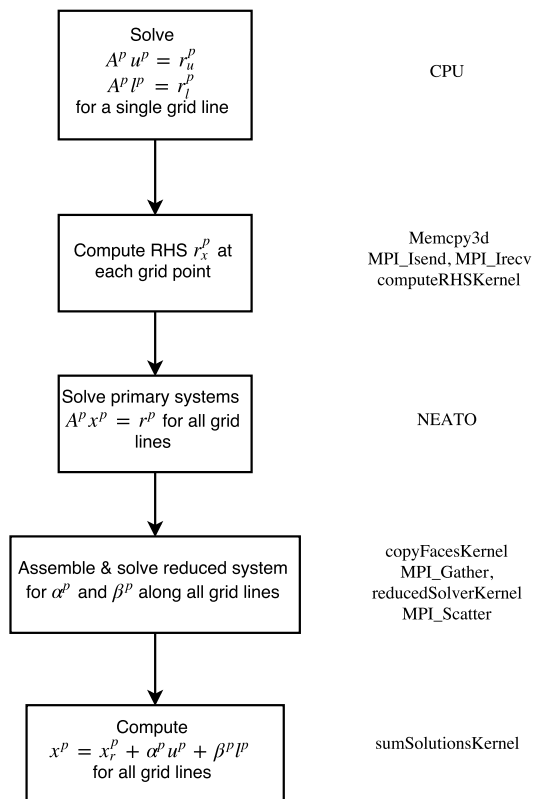 Solve
A^p u^p = r_u^p
A^p l^p = r_l^p
for a single grid line
CPU
Compute RHS r_x^p at
each grid point
Memcpy3d
MPI_Isend, MPI_Irecv
computeRHSKernel
Solve primary systems
A^p x^p = r^p for all grid
lines
NEATO
Assemble & solve reduced system
for α^p and β^p along all grid lines
copyFacesKernel
MPI_Gather,
reducedSolverKernel
MPI_Scatter
Compute
x^p = x_r^p + α^p u^p + β^p l^p
for all grid lines
sumSolutionsKernel